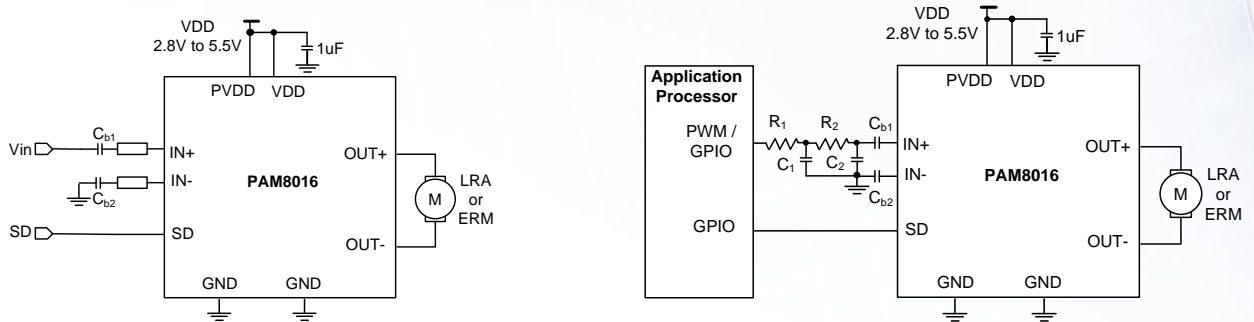 VDD
2.8V to 5.5V
1uF
PVDD VDD
Vin
Cb1
IN+
OUT+
IN-
Cb2
PAM8016
M
LRA
or
ERM
SD
SD
OUT-
GND GND
VDD
2.8V to 5.5V
1uF
Application
Processor
PVDD VDD
PWM /
GPIO
R1 R2 Cb1
IN+
OUT+
C1 C2
IN-
Cb2
PAM8016
M
LRA
or
ERM
GPIO
SD
OUT-
GND GND